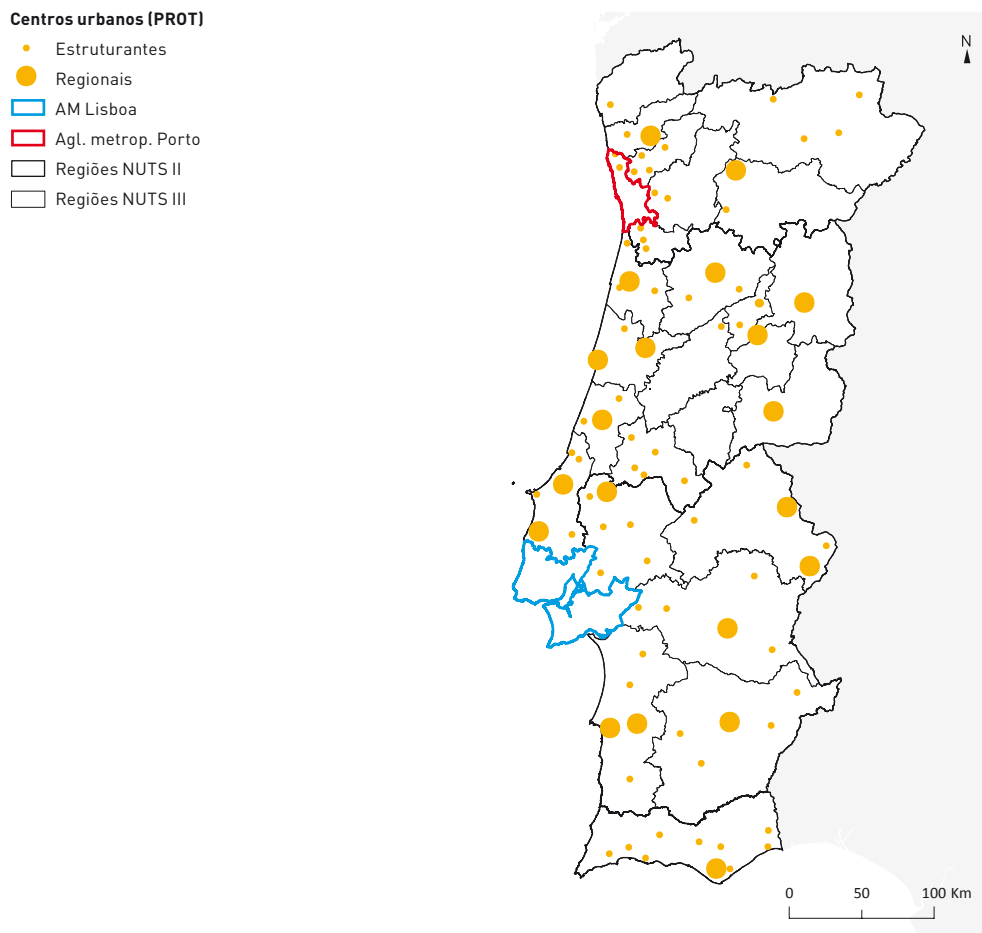 Centros urbanos (PROT)
Estruturantes
Regionais
AM Lisboa
Agl. metrop. Porto
Regiões NUTS II
Regiões NUTS III
N
0 50 100 Km